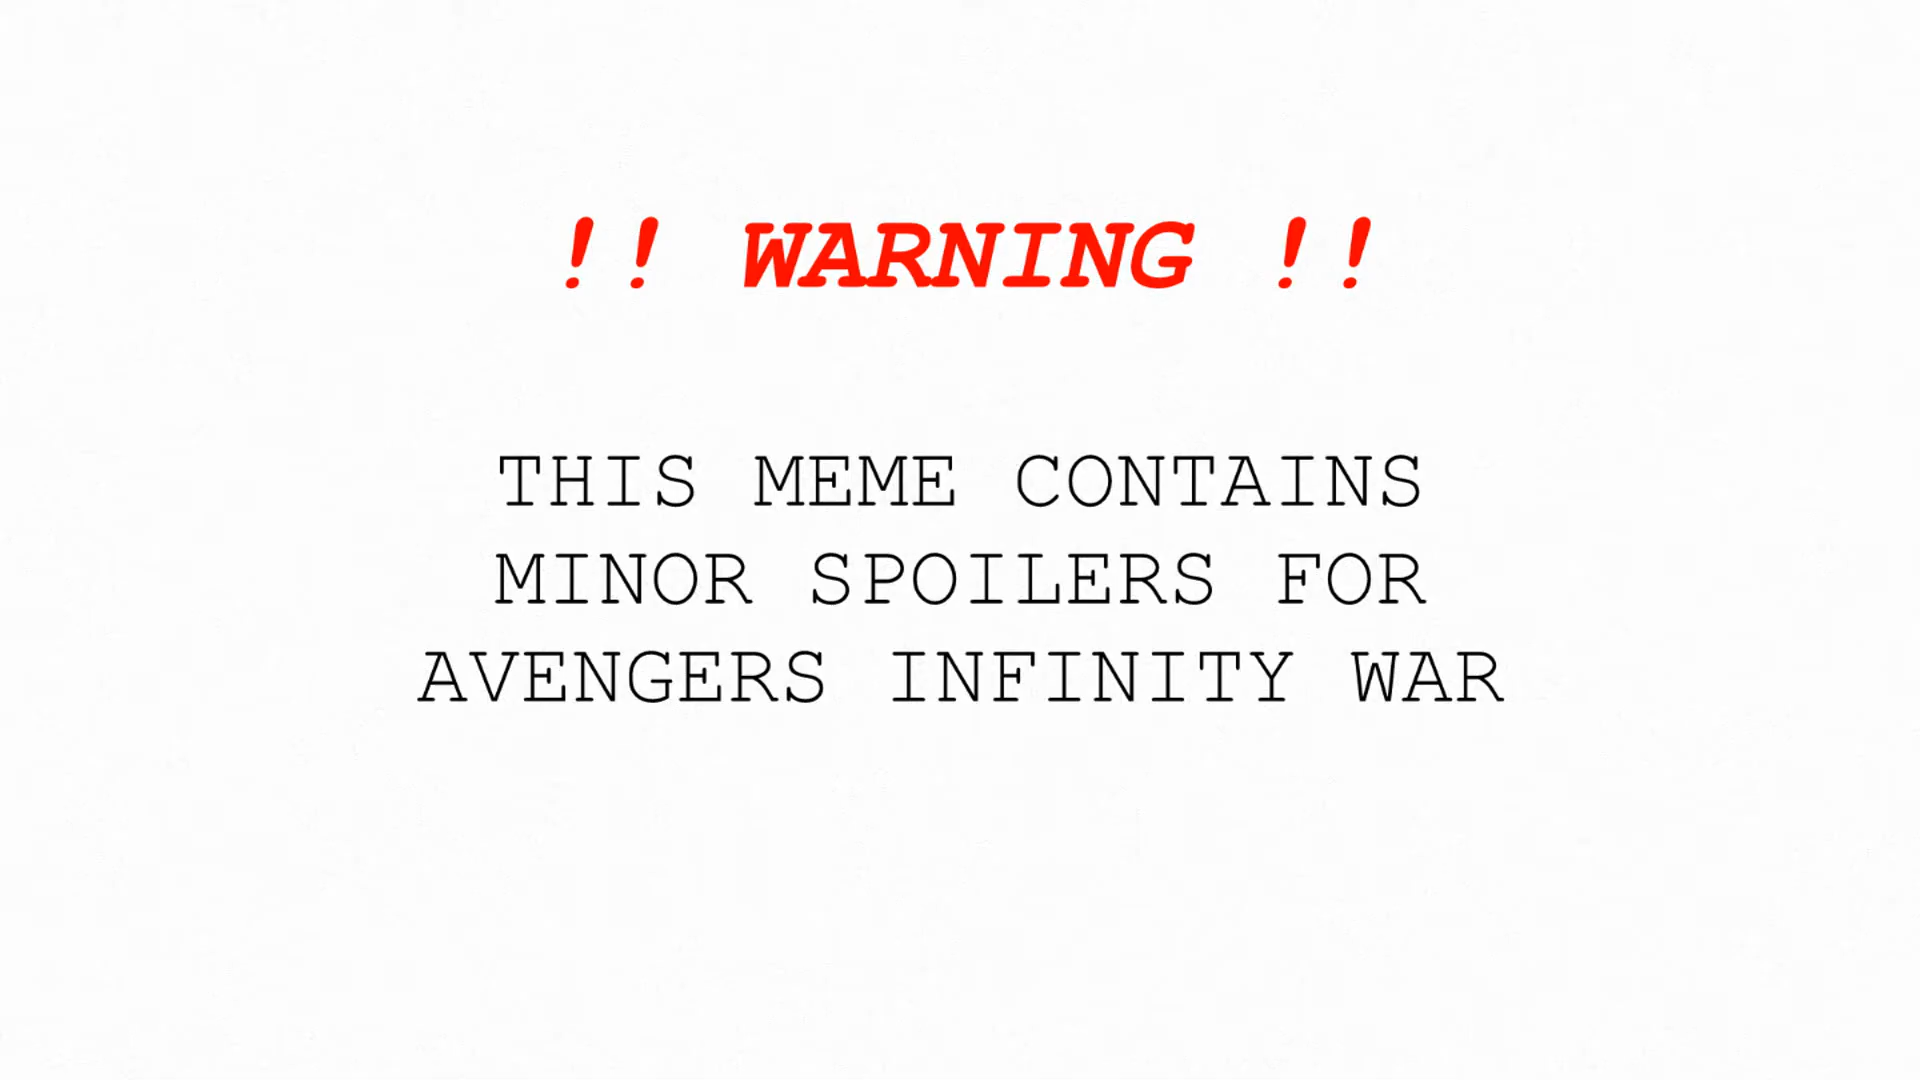 !! WARNING !!
THIS MEME CONTAINS
MINOR SPOILERS FOR
AVENGERS INFINITY WAR